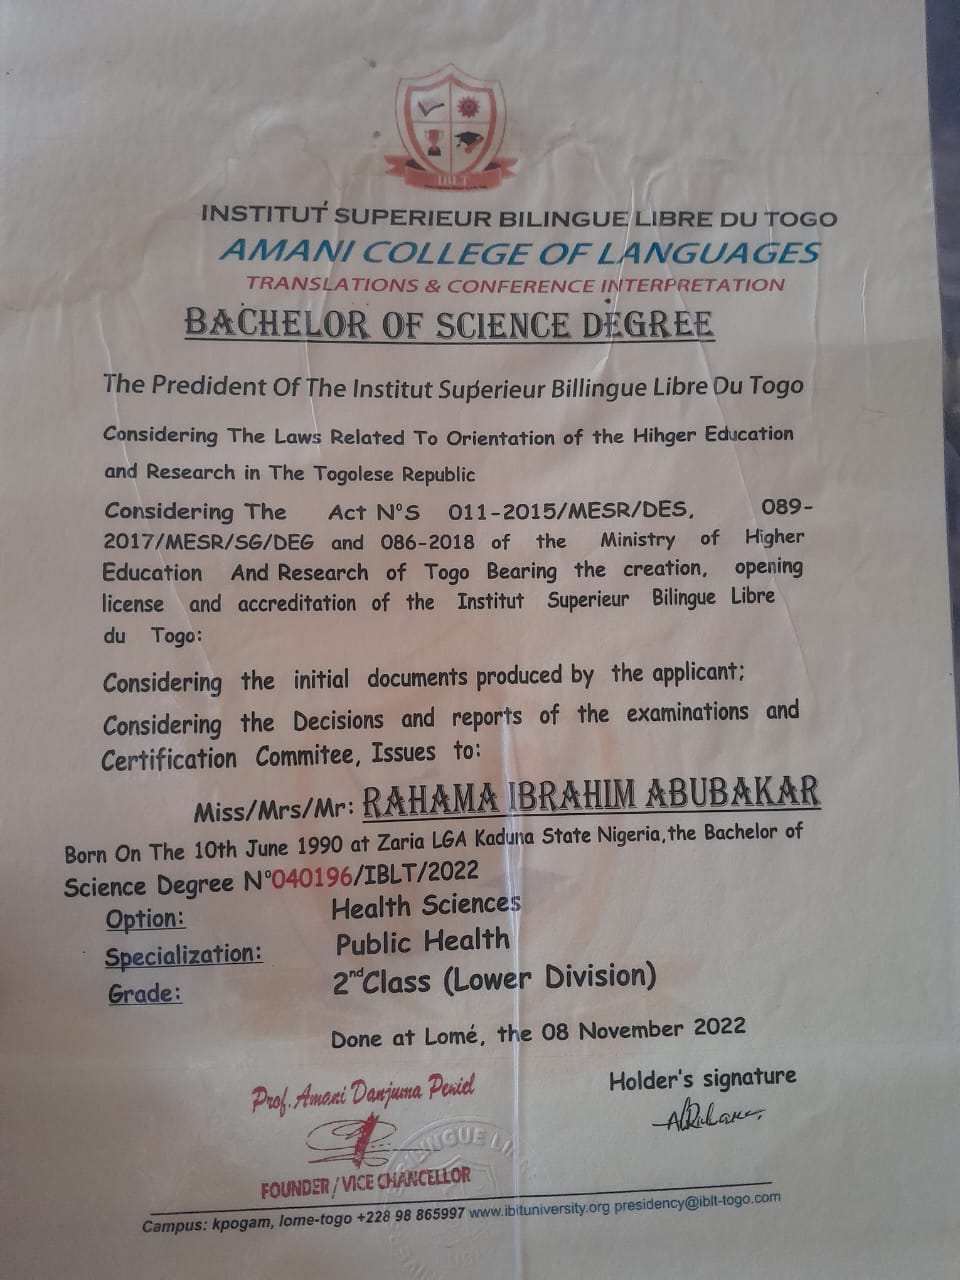 IBLT
INSTITUT SUPERIEUR BILINGUE LIBRE DU TOGO
AMANI COLLEGE OF LANGUAGES
TRANSLATIONS & CONFERENCE INTERPRETATION
BACHELOR OF SCIENCE DEGREE
The Predident Of The Institut Superieur Billingue Libre Du Togo
Considering The Laws Related To Orientation of the Hihger Education
and Research in The Togolese Republic
Considering The Act N°S 011-2015/MESR/DES, 089-
2017/MESR/SG/DEG and 086-2018 of the Ministry of Higher
Education And Research of Togo Bearing the creation, opening
license and accreditation of the Institut Superieur Bilingue Libre
du Togo:
Considering the initial documents produced by the applicant;
Considering the Decisions and reports of the examinations and
Certification Commitee, Issues to:
Miss/Mrs/Mr: RAHAMA IBRAHIM ABUBAKAR
Born On The 10th June 1990 at Zaria LGA Kaduna State Nigeria,the Bachelor of
Science Degree N°040196/IBLT/2022
Option: Health Sciences
Specialization: Public Health
Grade: 2nd Class (Lower Division)
Done at Lomé, the 08 November 2022
Prof. Amani Danjuma Peniel
Holder's signature
FOUNDER / VICE CHANCELLOR
BILINGUE LI
Campus: kpogam, lome-togo +228 98 865997 www.ibituniversity.org presidency@iblt-togo.com